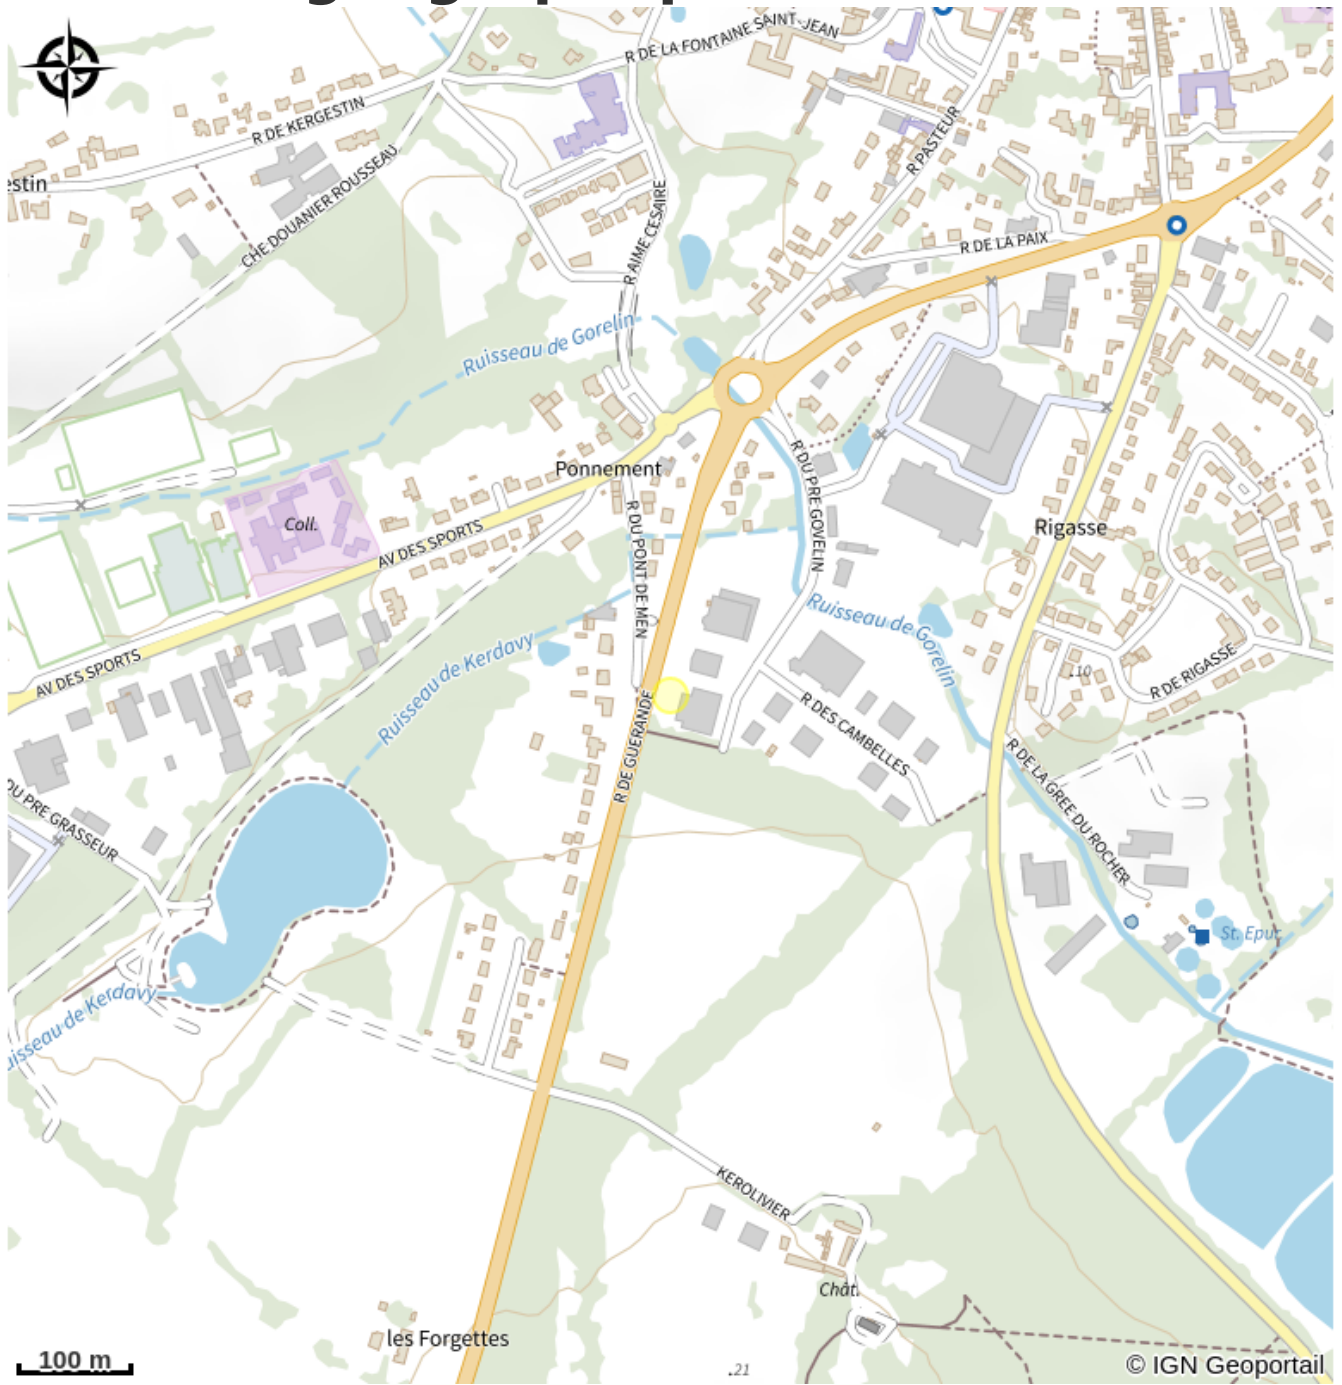 R DE LA FONTAINE SAINT-JEAN
R DE KERGESTIN
R PASTEUR
CHE DOUANIER ROUSSEAU
estin
R AIME CESAIRE
R DE LA PAIX
Ruisseau de Gorelin
Ponnement
R DU PRE GOVELIN
Coll.
AV DES SPORTS
R DU PONT DE MEN
Rigasse
Ruisseau de Gorelin
Ruisseau de Kerdavy
AV DES SPORTS
10
R DE RIGASSE
R DE GUERANDE
R DES CAMBELLES
R DE LA GREE DU ROCHER
DU PRE GRASSEUR
St. Epur.
uisseau de Kerdavy
KEROLIVIER
Chât.
les Forgettes
21
100 m
© IGN Geoportail